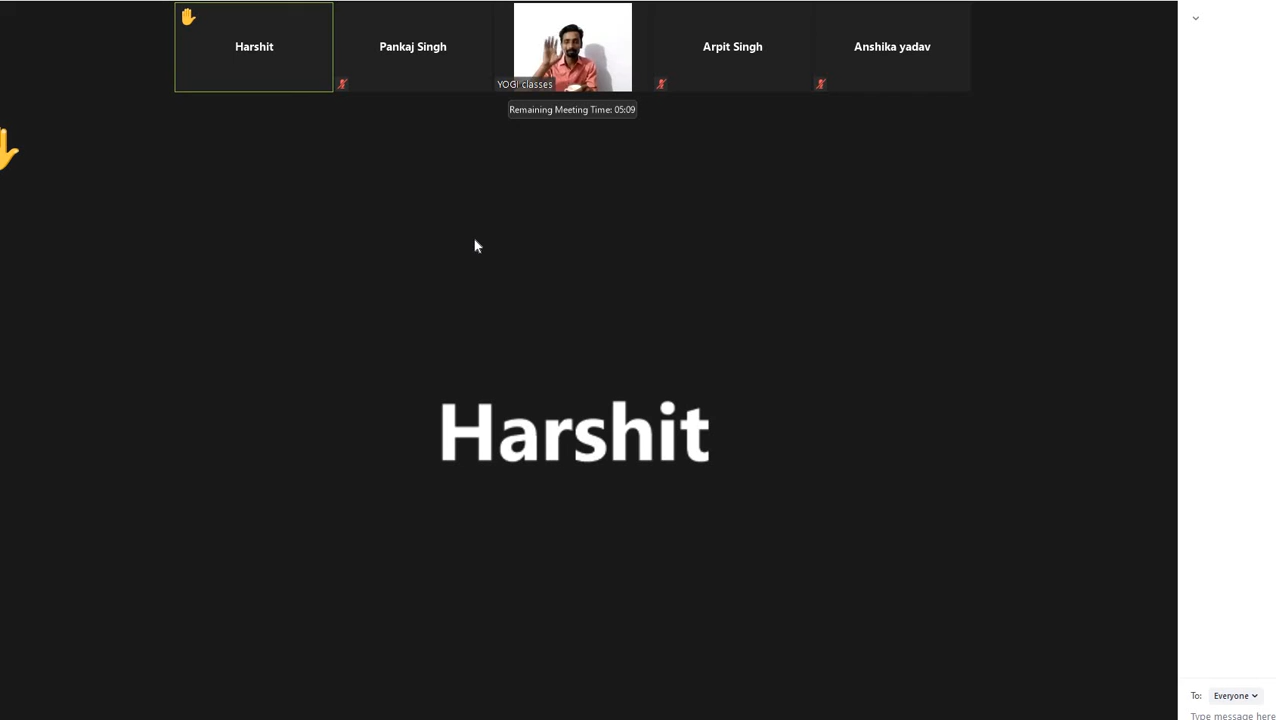 Harshit
Pankaj Singh
YOGI classes
Arpit Singh
Anshika yadav
Remaining Meeting Time: 05:09
Harshit
To: Everyone
Type message here